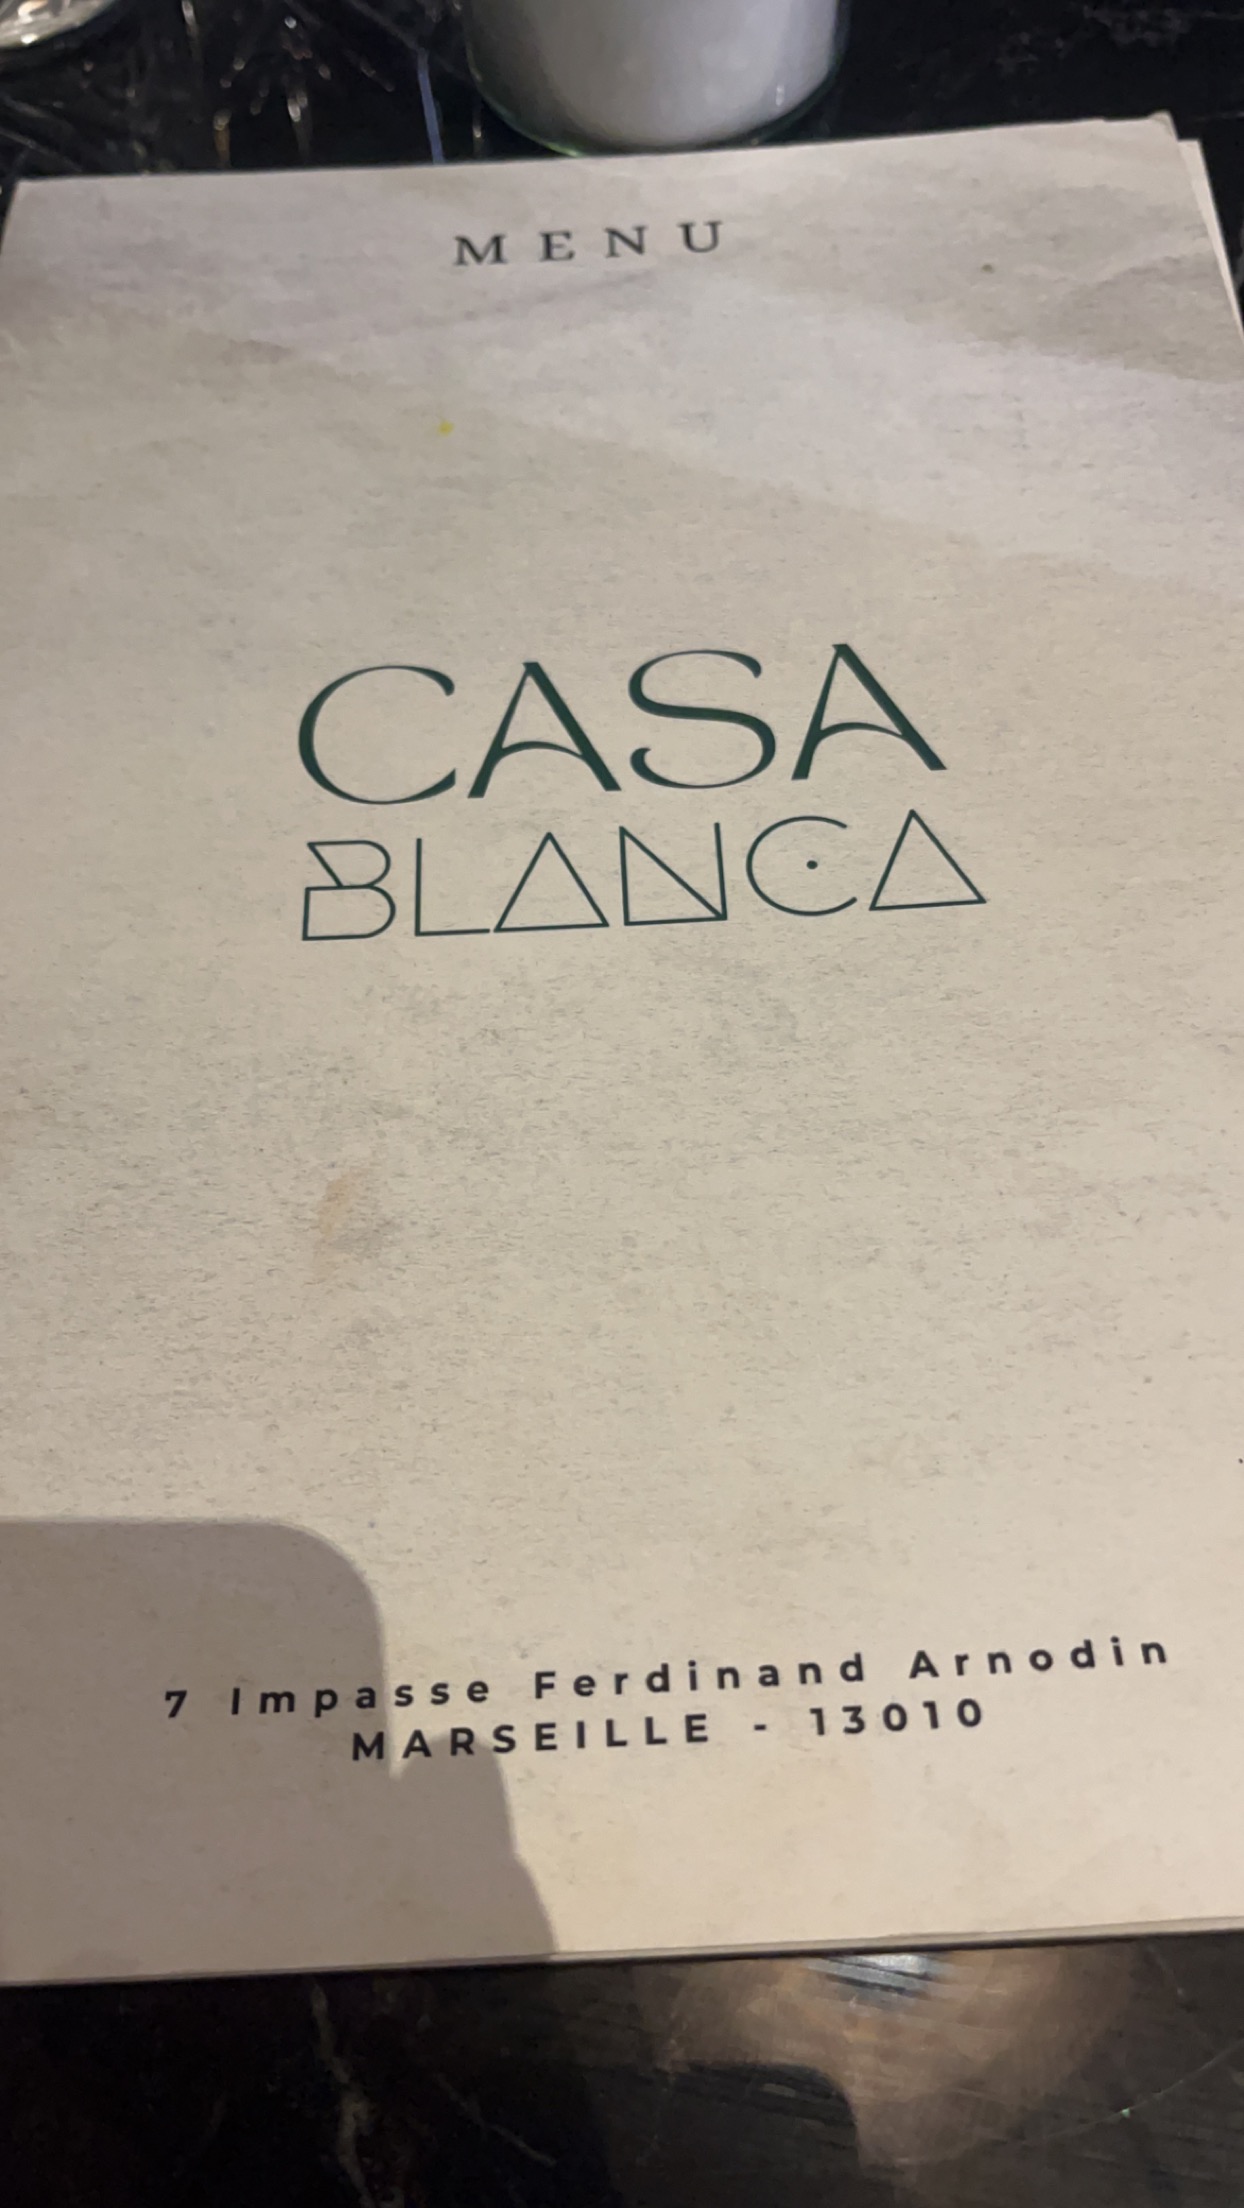 MENU
CASA
BLANCA
7 Impasse Ferdinand Arnodin
MARSEILLE - 13010